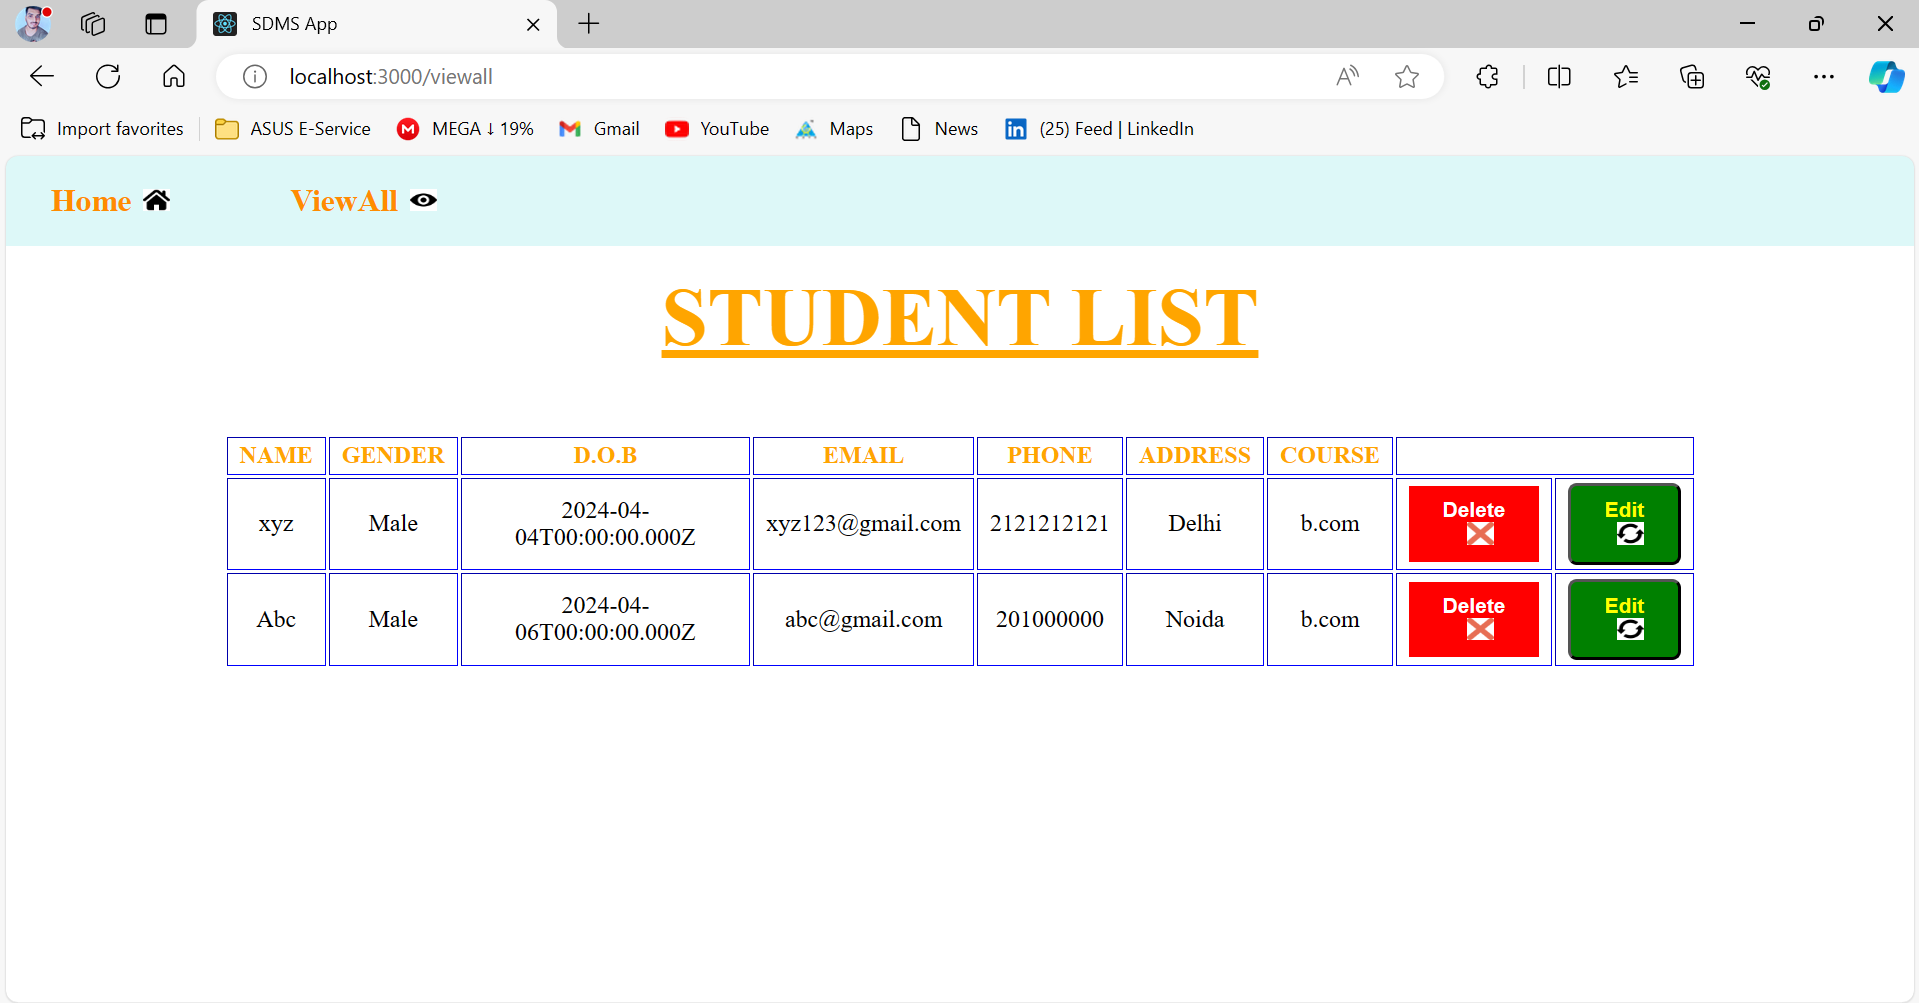 SDMS App
localhost:3000/viewall
Import favorites ASUS E-Service MEGA ↓ 19% Gmail YouTube Maps News (25) Feed | LinkedIn
Home ViewAll
STUDENT LIST
NAME GENDER D.O.B EMAIL PHONE ADDRESS COURSE
xyz Male 2024-04-
04T00:00:00.000Z xyz123@gmail.com 2121212121 Delhi b.com Delete Edit
Abc Male 2024-04-
06T00:00:00.000Z abc@gmail.com 201000000 Noida b.com Delete Edit